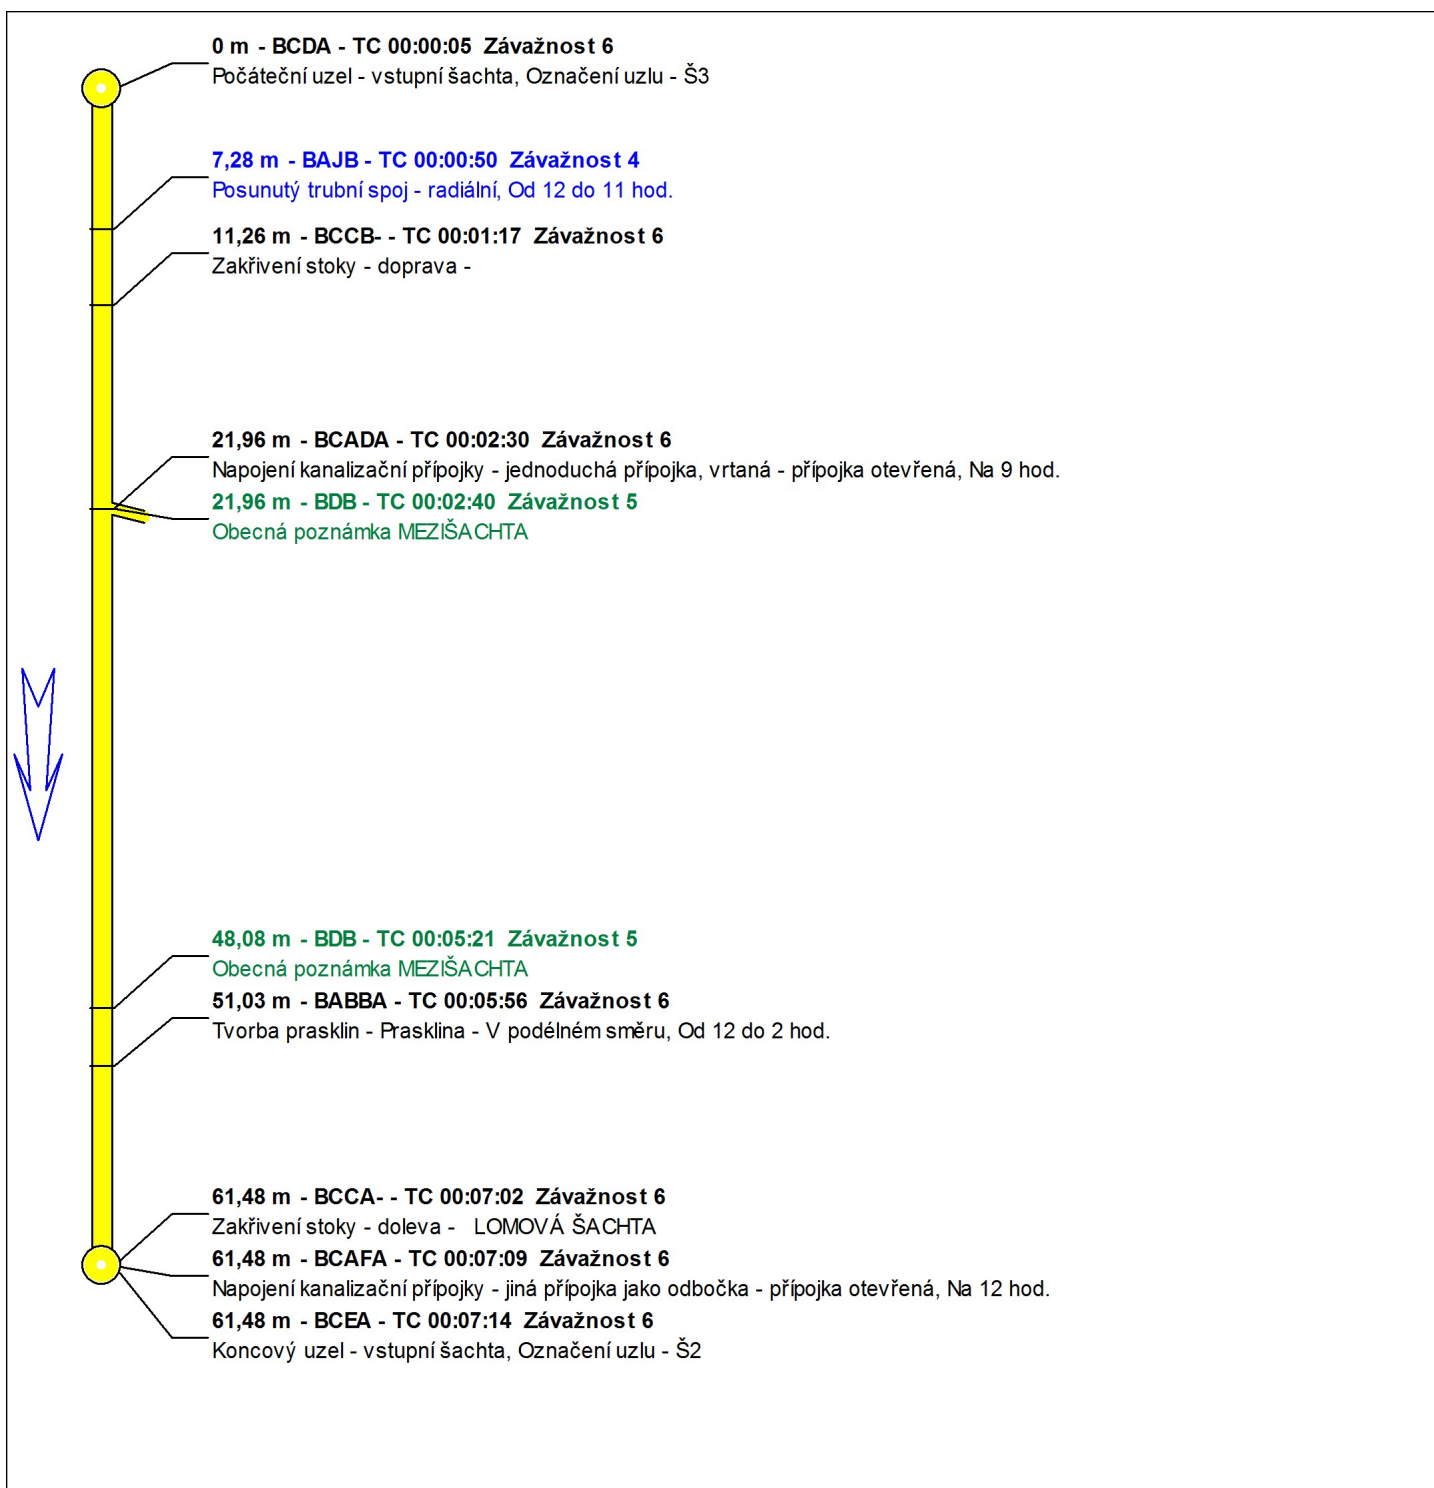 0 m - BCDA - TC 00:00:05 Závažnost 6
Počáteční uzel - vstupní šachta, Označení uzlu - Š3
7,28 m - BAJB - TC 00:00:50 Závažnost 4
Posunutý trubní spoj - radiální, Od 12 do 11 hod.
11,26 m - BCCB- - TC 00:01:17 Závažnost 6
Zakřivení stoky - doprava -
21,96 m - BCADA - TC 00:02:30 Závažnost 6
Napojení kanalizační přípojky - jednoduchá přípojka, vrtaná - přípojka otevřená, Na 9 hod.
21,96 m - BDB - TC 00:02:40 Závažnost 5
Obecná poznámka MEZIŠACHTA
48,08 m - BDB - TC 00:05:21 Závažnost 5
Obecná poznámka MEZIŠACHTA
51,03 m - BABBA - TC 00:05:56 Závažnost 6
Tvorba prasklin - Prasklina - V podélném směru, Od 12 do 2 hod.
61,48 m - BCCA- - TC 00:07:02 Závažnost 6
Zakřivení stoky - doleva - LOMOVÁ ŠACHTA
61,48 m - BCAFA - TC 00:07:09 Závažnost 6
Napojení kanalizační přípojky - jiná přípojka jako odbočka - přípojka otevřená, Na 12 hod.
61,48 m - BCEA - TC 00:07:14 Závažnost 6
Koncový uzel - vstupní šachta, Označení uzlu - Š2